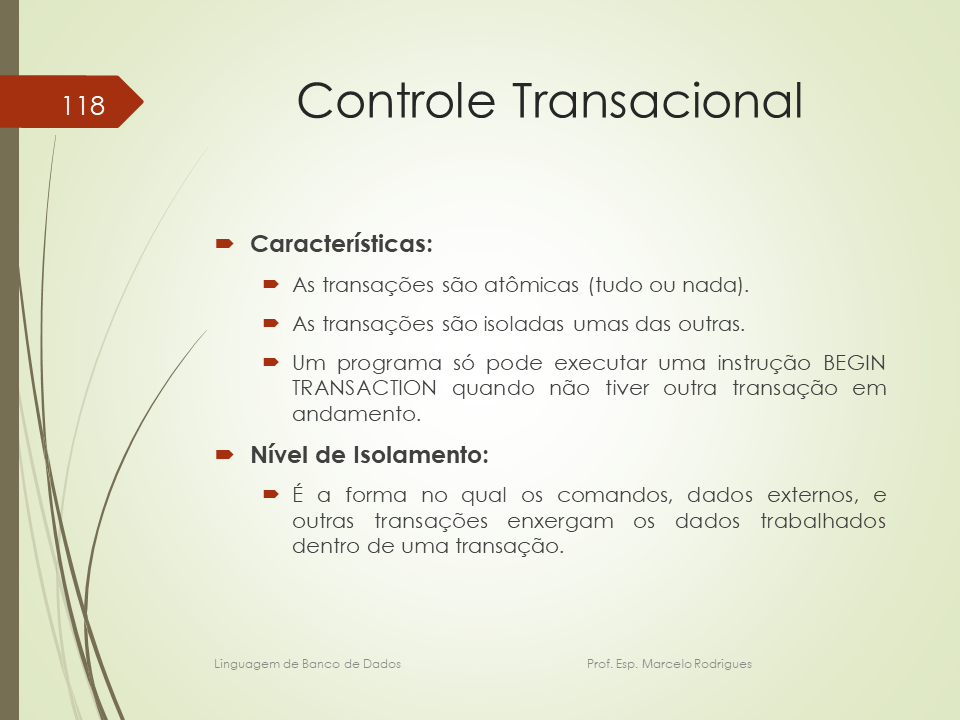 118
Controle Transacional
Características:
As transações são atômicas (tudo ou nada).
As transações são isoladas umas das outras.
Um programa só pode executar uma instrução BEGIN
TRANSACTION quando não tiver outra transação em
andamento.
Nível de Isolamento:
É a forma no qual os comandos, dados externos, e
outras transações enxergam os dados trabalhados
dentro de uma transação.
Linguagem de Banco de Dados Prof. Esp. Marcelo Rodrigues